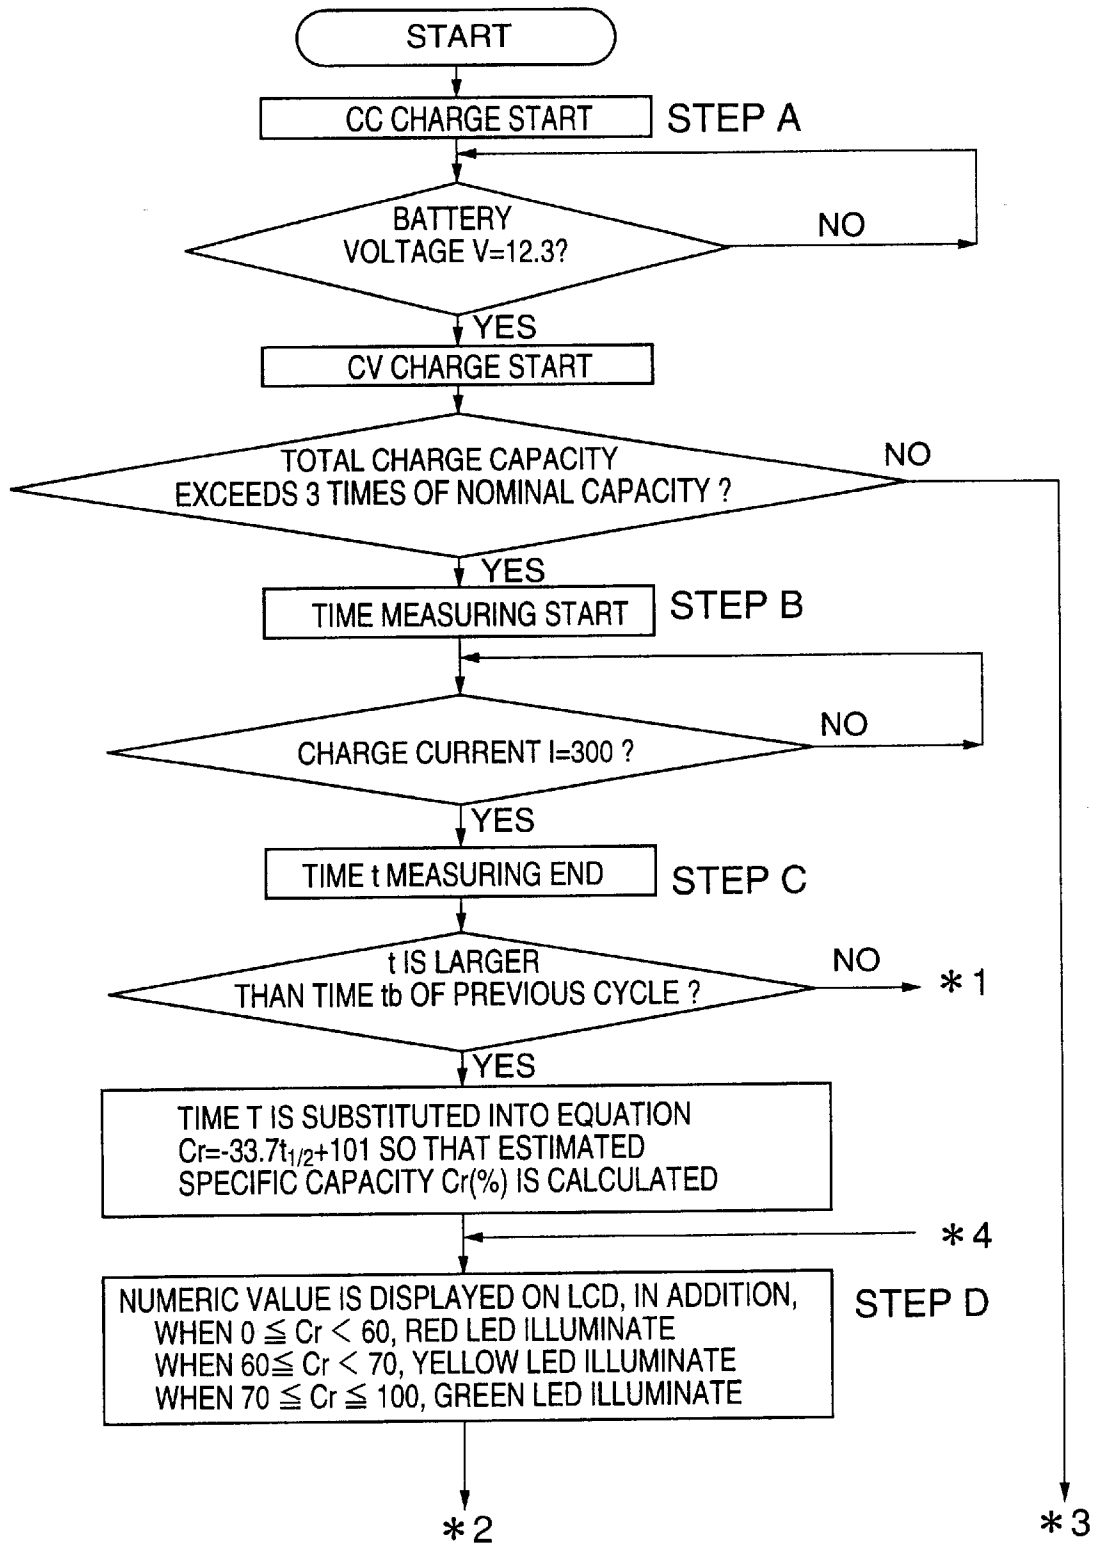 START
CC CHARGE START
STEP A
BATTERY
VOLTAGE V=12.3?
NO
YES
CV CHARGE START
TOTAL CHARGE CAPACITY
EXCEEDS 3 TIMES OF NOMINAL CAPACITY ?
NO
YES
TIME MEASURING START
STEP B
CHARGE CURRENT I=300 ?
NO
YES
TIME t MEASURING END
STEP C
t IS LARGER
THAN TIME tb OF PREVIOUS CYCLE ?
NO
*1
YES
TIME T IS SUBSTITUTED INTO EQUATION
Cr=-33.7t1/2+101 SO THAT ESTIMATED
SPECIFIC CAPACITY Cr(%) IS CALCULATED
*4
NUMERIC VALUE IS DISPLAYED ON LCD, IN ADDITION,
WHEN 0 ≦ Cr < 60, RED LED ILLUMINATE
WHEN 60≦ Cr < 70, YELLOW LED ILLUMINATE
WHEN 70 ≦ Cr ≦ 100, GREEN LED ILLUMINATE
STEP D
*2
*3